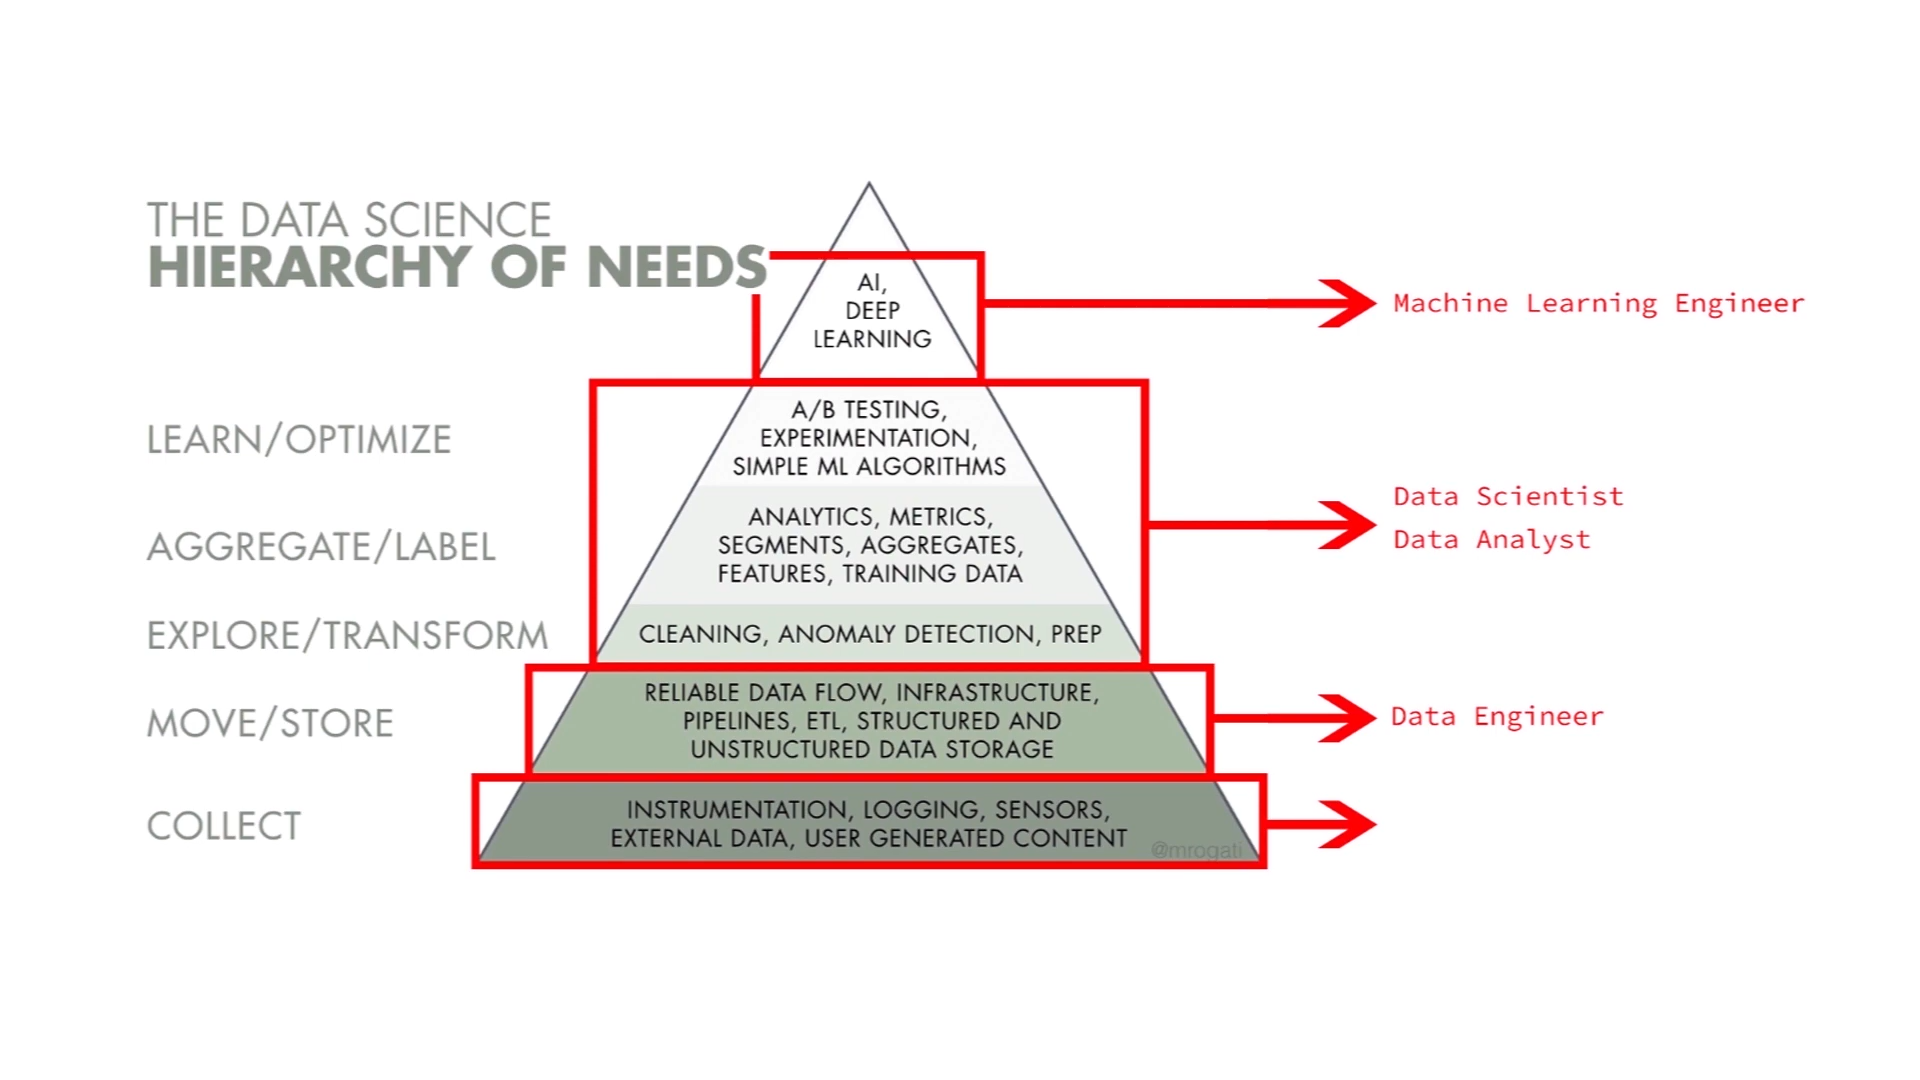 THE DATA SCIENCE
HIERARCHY OF NEEDS
AI,
DEEP
LEARNING
Machine Learning Engineer
LEARN/OPTIMIZE
A/B TESTING,
EXPERIMENTATION,
SIMPLE ML ALGORITHMS
AGGREGATE/LABEL
ANALYTICS, METRICS,
SEGMENTS, AGGREGATES,
FEATURES, TRAINING DATA
Data Scientist
Data Analyst
EXPLORE/TRANSFORM
CLEANING, ANOMALY DETECTION, PREP
MOVE/STORE
RELIABLE DATA FLOW, INFRASTRUCTURE,
PIPELINES, ETL, STRUCTURED AND
UNSTRUCTURED DATA STORAGE
Data Engineer
COLLECT
INSTRUMENTATION, LOGGING, SENSORS,
EXTERNAL DATA, USER GENERATED CONTENT
@mrogati